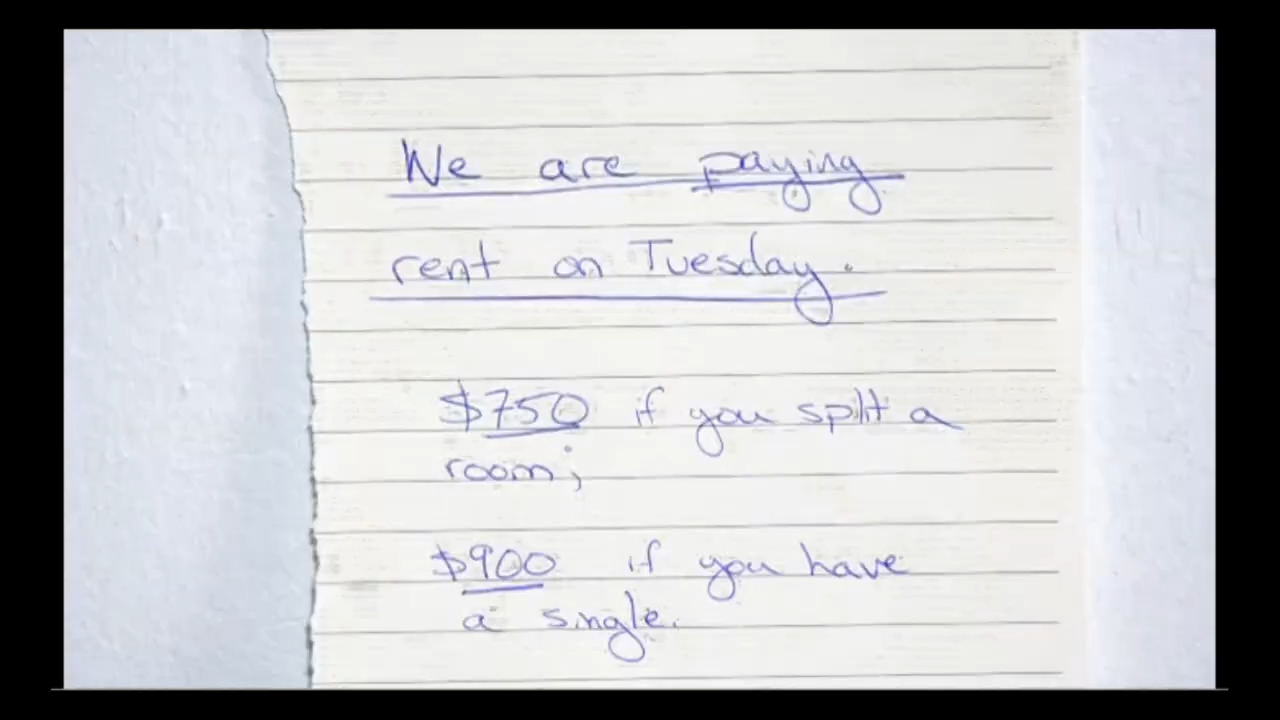 We are paying
rent on Tuesday.
$750 if you split a
room;
$900 if you have
a single.